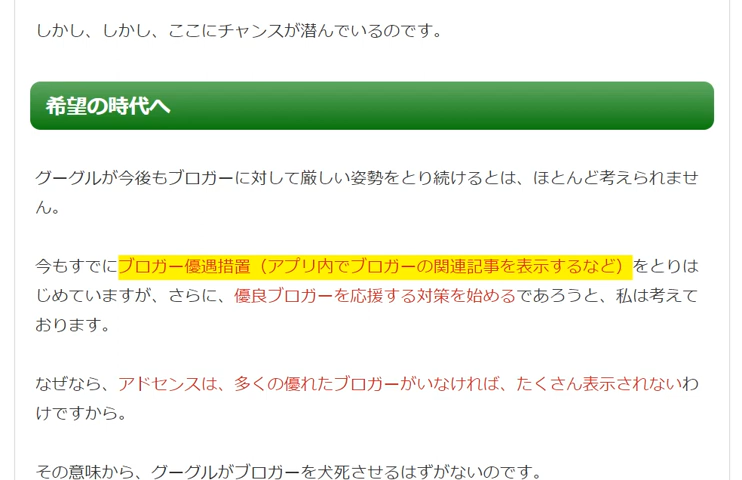 しかし、しかし、ここにチャンスが潜んでいるのです。
希望の時代へ
グーグルが今後もブロガーに対して厳しい姿勢をとり続けるとは、ほとんど考えられませ
ん。
今もすでにブロガー優遇措置（アプリ内でブロガーの関連記事を表示するなど）をとりは
じめていますが、さらに、優良ブロガーを応援する対策を始めるであろうと、私は考えて
おります。
なぜなら、アドセンスは、多くの優れたブロガーがいなければ、たくさん表示されないわ
けですから。
その意味から、グーグルがブロガーを犬死させるはずがないのです。